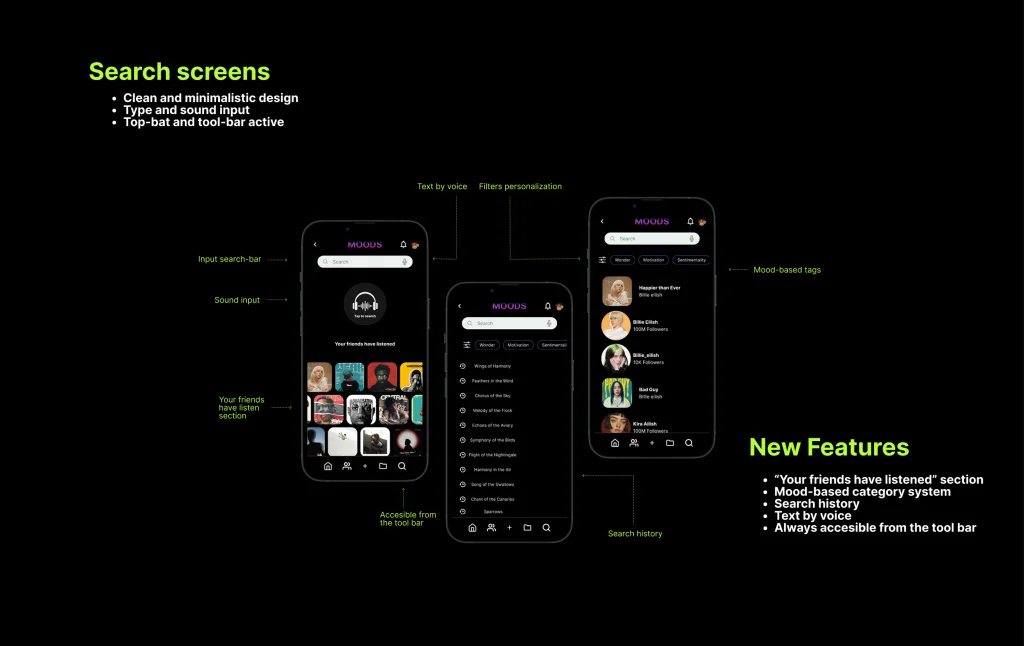 Search screens
• Clean and minimalistic design
• Type and sound input
• Top-bat and tool-bar active
Text by voice
Filters personalization
Input search-bar
Sound input
Your friends
have listen
section
MOODS
Search
Tap to search
Your friends have listened
CENTRAL
Accesible from
the tool bar
MOODS
Search
Wonder
Motivation
Sentimentali
Wings of Harmony
Feathers in the Wind
Chorus of the Sky
Melody of the Flock
Echoes of the Aviary
Symphony of the Birds
Flight of the Nightingale
Harmony in the Air
Song of the Swallows
Chant of the Canaries
Sparrows
Search history
MOODS
Search
Wonder
Motivation
Sentimentality
Happier than Ever
Billie eilish
Billie Eilish
100M Followers
Billie_eilish
10K Followers
Bad Guy
Billie eilish
Kira Ailish
100M Followers
Mood-based tags
New Features
• “Your friends have listened” section
• Mood-based category system
• Search history
• Text by voice
• Always accesible from the tool bar